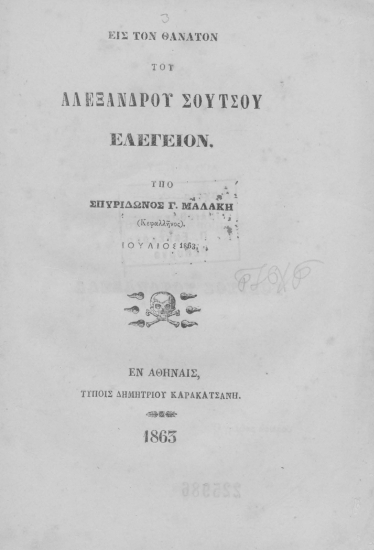 3
ΕΙΣ ΤΟΝ ΘΑΝΑΤΟΝ
ΤΟΥ
ΑΛΕΞΑΝΔΡΟΥ ΣΟΥΤΣΟΥ
ΕΛΕΓΕΙΟΝ.
ΥΠΟ
ΣΠΥΡΙΔΩΝΟΣ Γ. ΜΑΛΑΚΗ
(Κεφαλλῆνος).
ΙΟΥΛΙΟΣ 1863.
ΕΝ ΑΘΗΝΑΙΣ,
ΤΥΠΟΙΣ ΔΗΜΗΤΡΙΟΥ ΚΑΡΑΚΑΤΣΑΝΗ.
1863